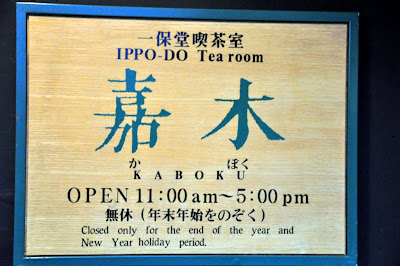 一保堂喫茶室
IPPO-DO Tea room
嘉木
か ぼく
KABOKU
OPEN 11:00 am~5:00 pm
無休(年末年始をのぞく)
Closed only for the end of the year and
New Year holiday period.